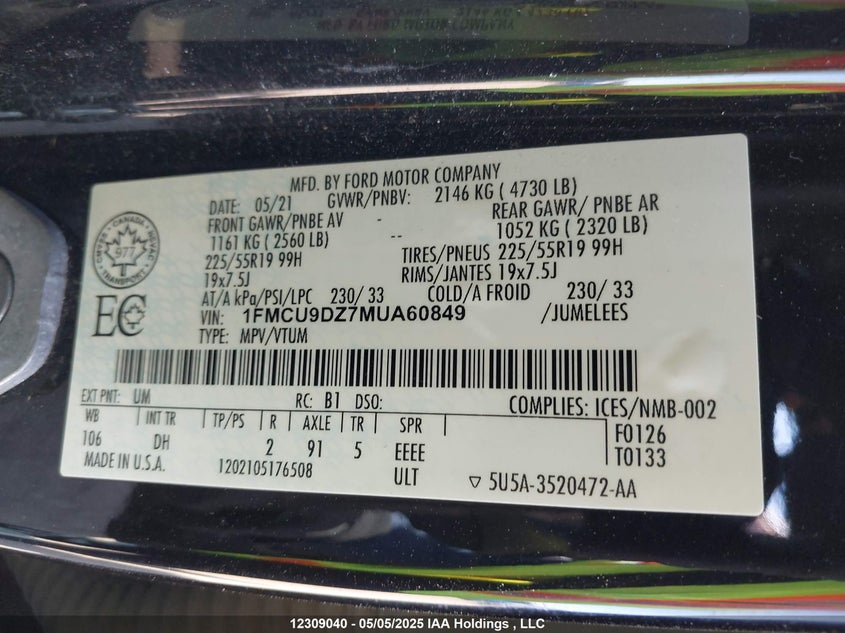 MFD. BY FORD MOTOR COMPANY
DATE: 05/21 GVWR/PNBV: 2146 KG ( 4730 LB)
FRONT GAWR/PNBE AV - REAR GAWR/ PNBE AR
1161 KG ( 2560 LB) -- 1052 KG ( 2320 LB)
225/55R19 99H TIRES/PNEUS 225/55R19 99H
19x7.5J RIMS/JANTES 19x7.5J
AT/A kPa/PSI/LPC 230/ 33 COLD/A FROID 230/ 33
VIN: 1FMCU9DZ7MUA60849 /JUMELEES
TYPE: MPV/VTUM
CANADA
977
TRANSPORT
EC
EXT PNT: UM RC: B1 DSO: COMPLIES: ICES/NMB-002
WB INT TR TP/PS R AXLE TR SPR F0126
106 DH 2 91 5 EEEE T0133
MADE IN U.S.A. 1202105176508 ULT ▽ 5U5A-3520472-AA
12309040 - 05/05/2025 IAA Holdings , LLC